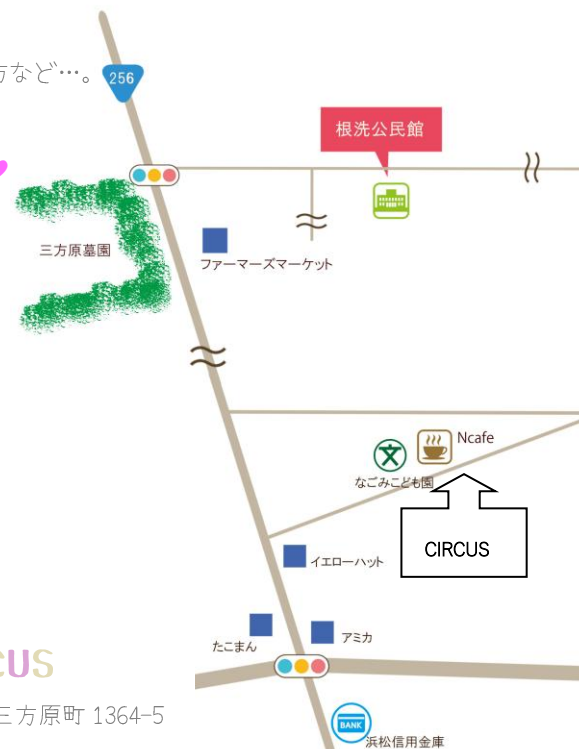 方など…。
256
根洗公民館
三方原墓園
ファーマーズマーケット
Ncafe
文
なごみこども園
CIRCUS
イエローハット
たこまん
アミカ
CUS
三方原町 1364-5
BANK
浜松信用金庫